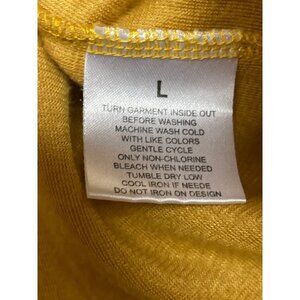 L
TURN GARMENT INSIDE OUT
BEFORE WASHING
MACHINE WASH COLD
WITH LIKE COLORS
GENTLE CYCLE
ONLY NON-CHLORINE
BLEACH WHEN NEEDED
TUMBLE DRY LOW
COOL IRON IF NEEDE
DO NOT IRON ON DESIGN